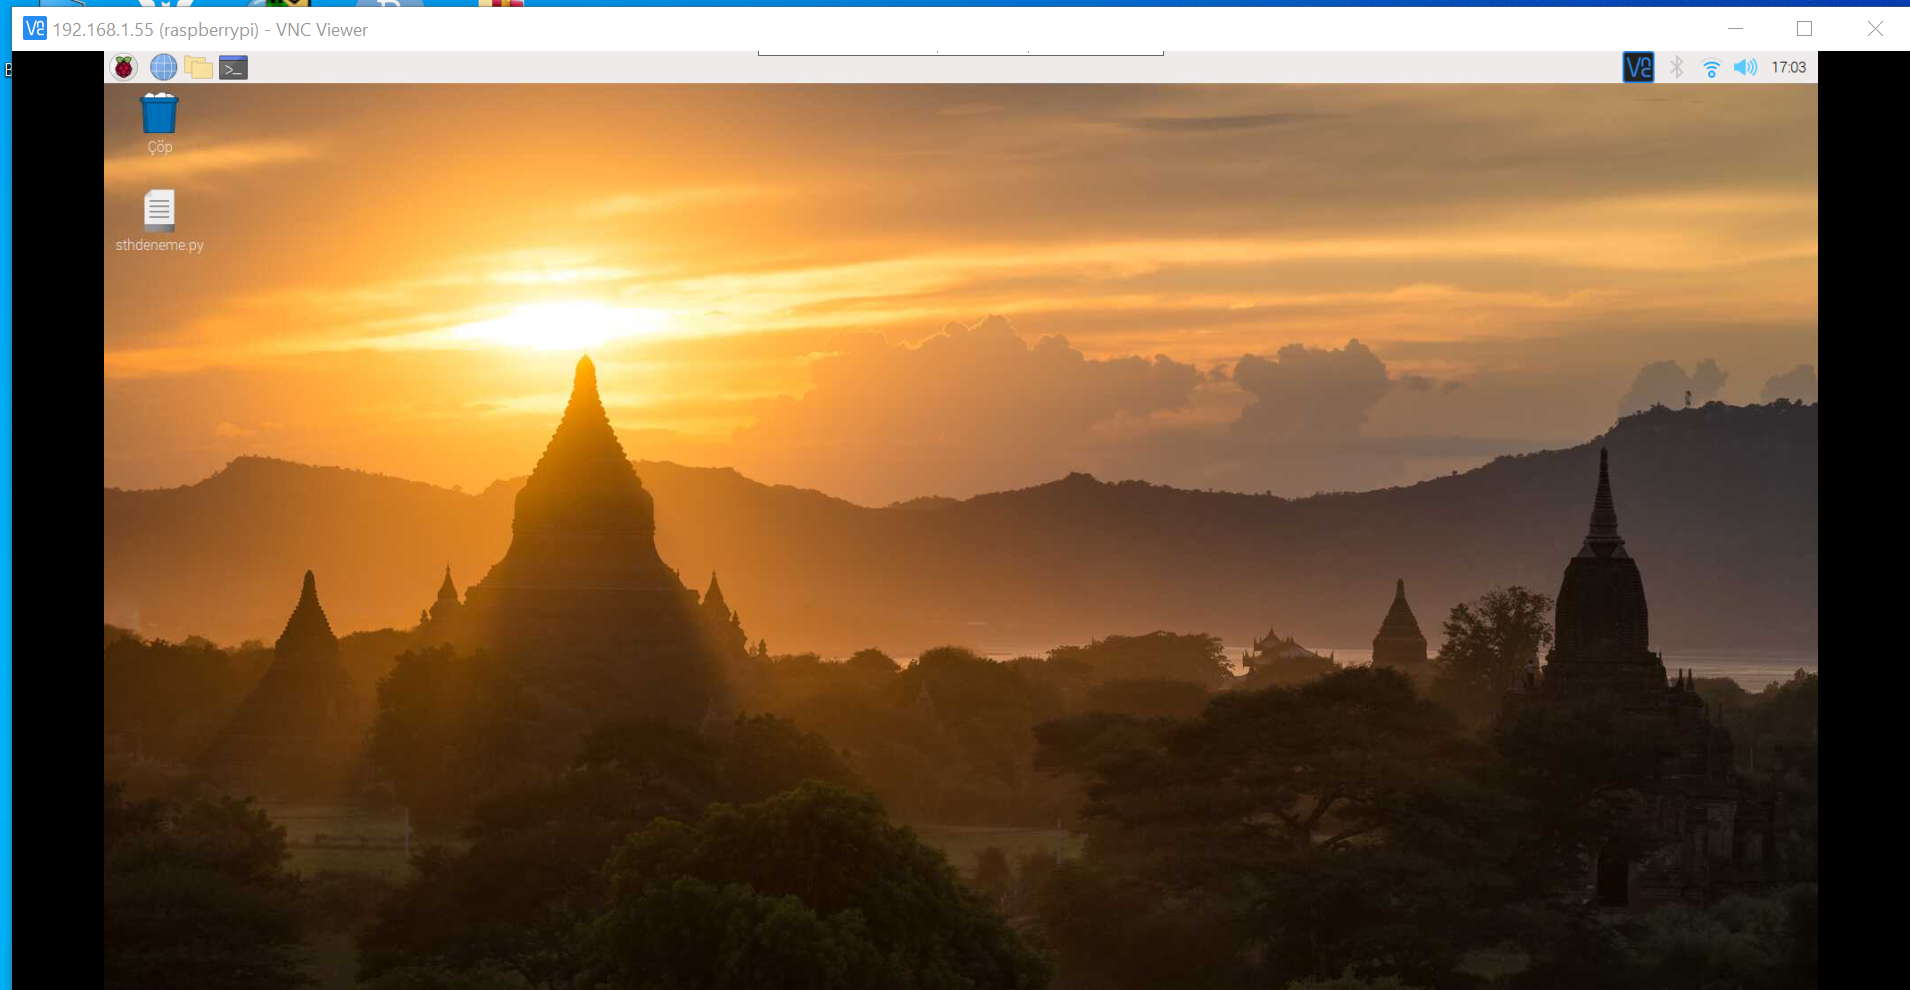 192.168.1.55 (raspberrypi) - VNC Viewer
17:03
Çöp
sthdeneme.py